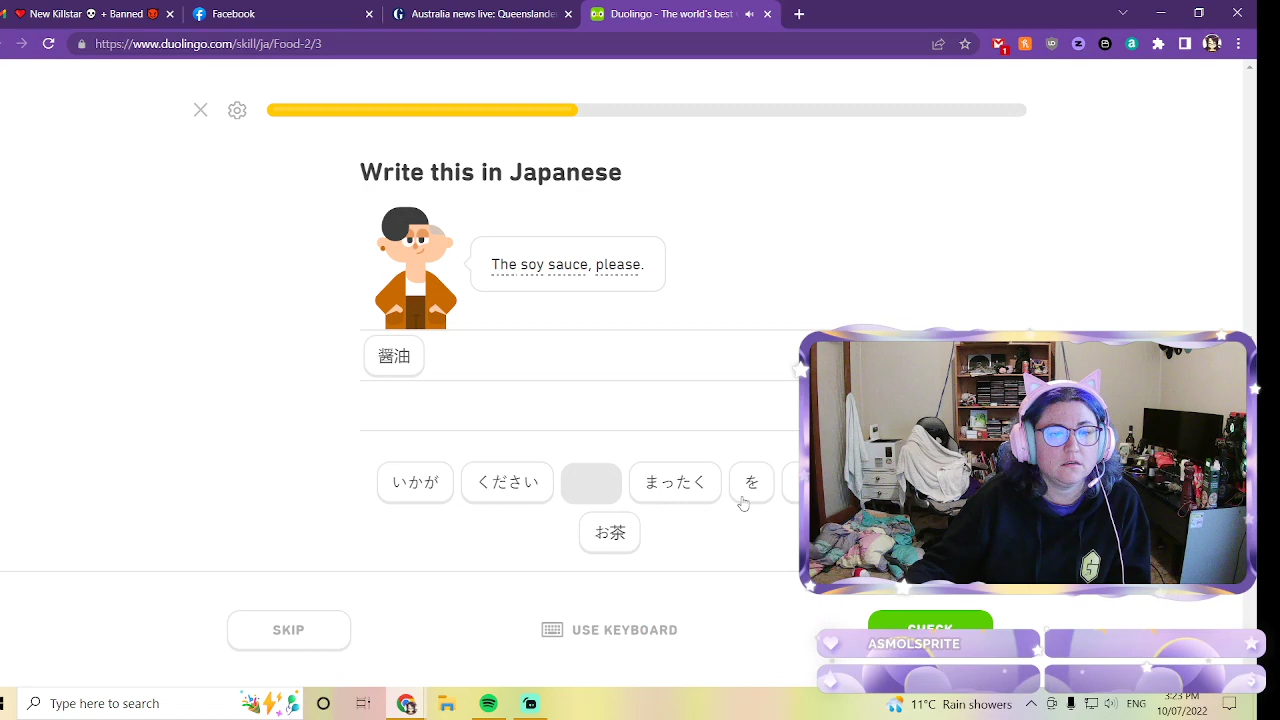 New Killstar + Banned
Facebook
Australia news live: Queenslander
Duolingo - The world's best
https://www.duolingo.com/skill/ja/Food-2/3
1
Write this in Japanese
The soy sauce, please.
醤油
いかが ください まったく を
お茶
SKIP
USE KEYBOARD
CHECK
ASMOLSPRITE
Type here to search
11°C Rain showers
ENG
3:23 PM
10/07/2022